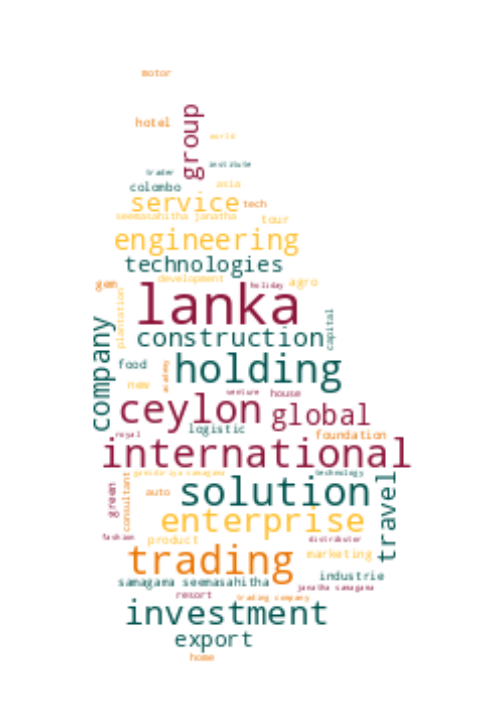 motor
hotel
group
world
institute
trader
asia
colombo
service
tech
seemasahitha janatha
tour
engineering
technologies
development
gem
holiday
agro
lanka
plantation
capital
company
construction
food
holding
academy
new
venture
house
ceylon
global
logistic
royal
foundation
international
technology
solution
green
consultant
auto
travel
enterprise
fashion
product
distributor
trading
marketing
industrie
samagama seemasahitha
janatha samagama
resort
trading company
investment
export
home